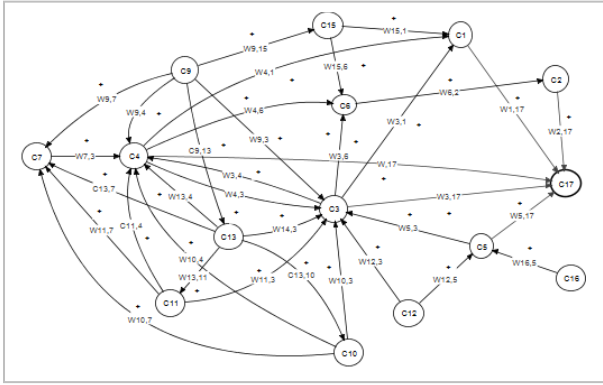 C15
+
W15,1
C1
+
W9,15
C9
+
W4,1
W15,6
+
C2
+
W9,7
+
W9,4
+
W4,6
C6
+
W6,2
+
W1,17
+
W2,17
C7
+
W7,3
C4
+
C9,13
+
W9,3
+
W3,1
+
W3,6
+
W,17
C17
+
C13,7
+
W13,4
+
W3,4
+
W4,3
C3
+
W3,17
+
W11,7
+
C11,4
C13
+
W14,3
+
W5,3
C5
+
W5,17
+
W10,4
+
W13,11
+
W11,3
+
C13,10
+
W10,3
+
W12,3
+
W12,5
+
W16,5
C16
C11
C12
+
W10,7
C10